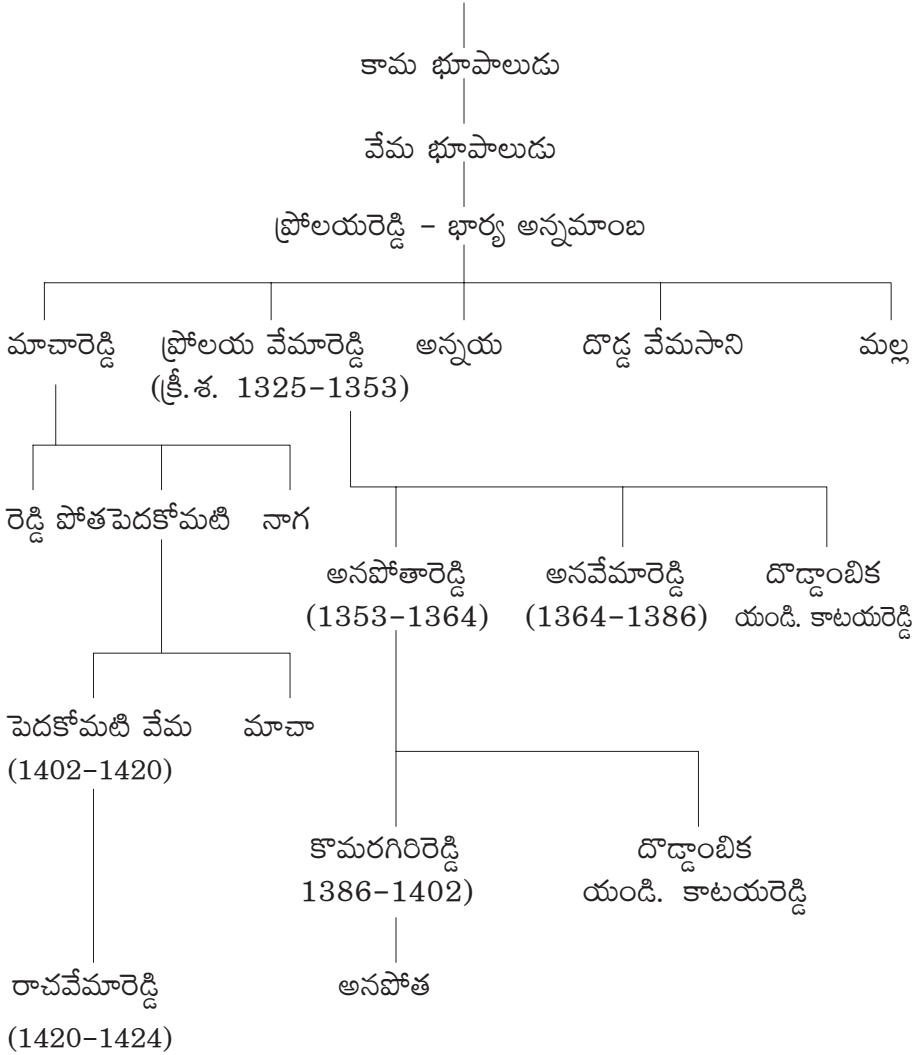 కామ భూపాలుడు
వేమ భూపాలుడు
ప్రోలయరెడ్డి - భార్య అన్నమాంబ
మాచారెడ్డి ప్రోలయ వేమారెడ్డి అన్నయ దొడ్డ వేమసాని మల్ల
(క్రీ.శ. 1325-1353)
రెడ్డి పోతపెదకోమటి నాగ
అనపోతారెడ్డి అనవేమారెడ్డి దొడ్డాంబిక
(1353-1364) (1364-1386) యండి. కాటయరెడ్డి
పెదకోమటి వేమ మాచా
(1402-1420)
కొమరగిరిరెడ్డి దొడ్డాంబిక
1386-1402) యండి. కాటయరెడ్డి
రాచవేమారెడ్డి అనపోత
(1420-1424)